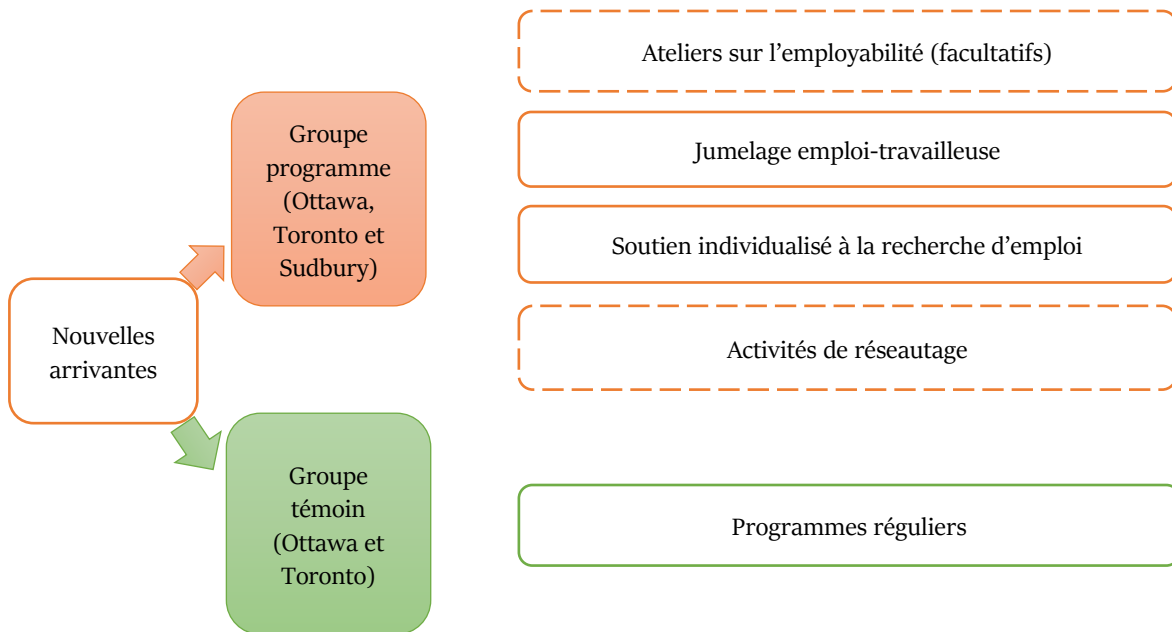 Nouvelles
arrivantes
Groupe
programme
(Ottawa,
Toronto et
Sudbury)
Ateliers sur l’employabilité (facultatifs)
Jumelage emploi-travailleuse
Soutien individualisé à la recherche d’emploi
Activités de réseautage
Groupe
témoin
(Ottawa et
Toronto)
Programmes réguliers